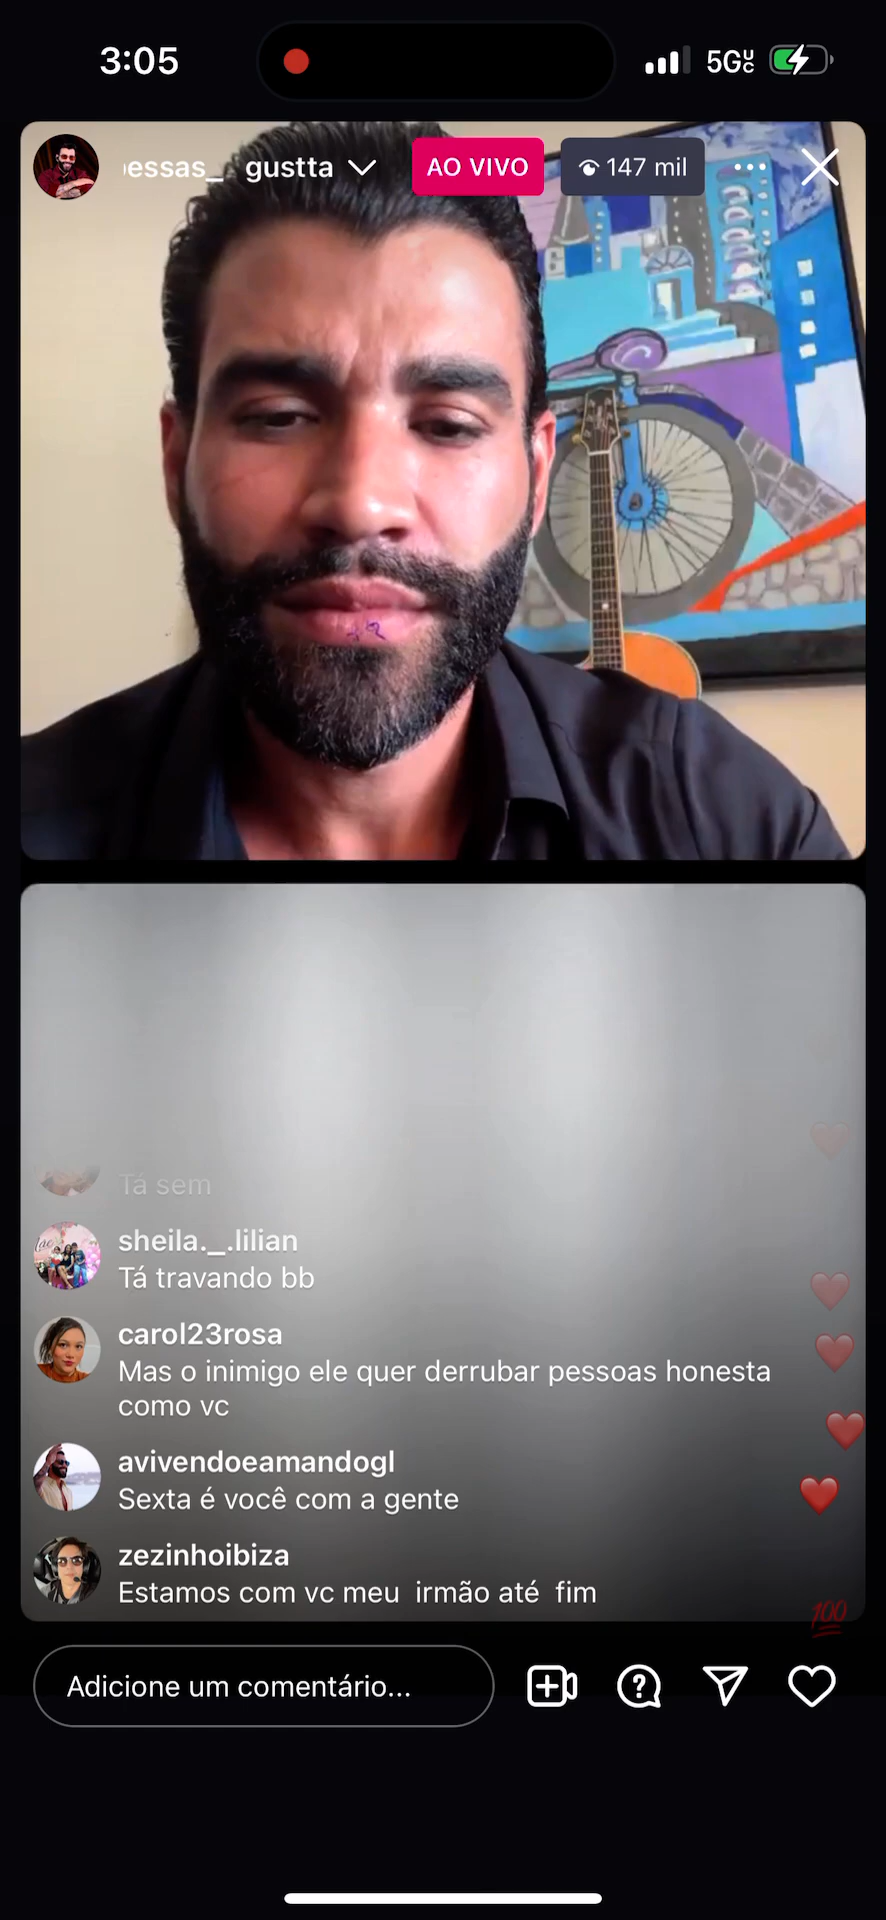 3:05
5G
essas_ gustta
AO VIVO
147 mil
Tá sem
sheila._.lilian
Tá travando bb
carol23rosa
Mas o inimigo ele quer derrubar pessoas honesta
como vc
avivendoeamandogl
Sexta é você com a gente
zezinhoibiza
Estamos com vc meu irmão até fim
100
Adicione um comentário...